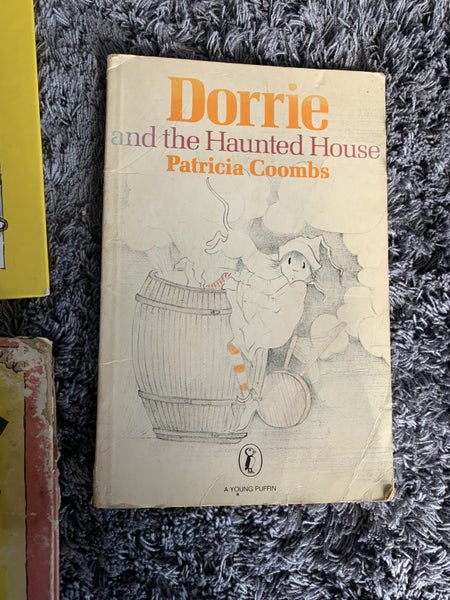 Dorrie
and the Haunted House
Patricia Coombs
A YOUNG PUFFIN